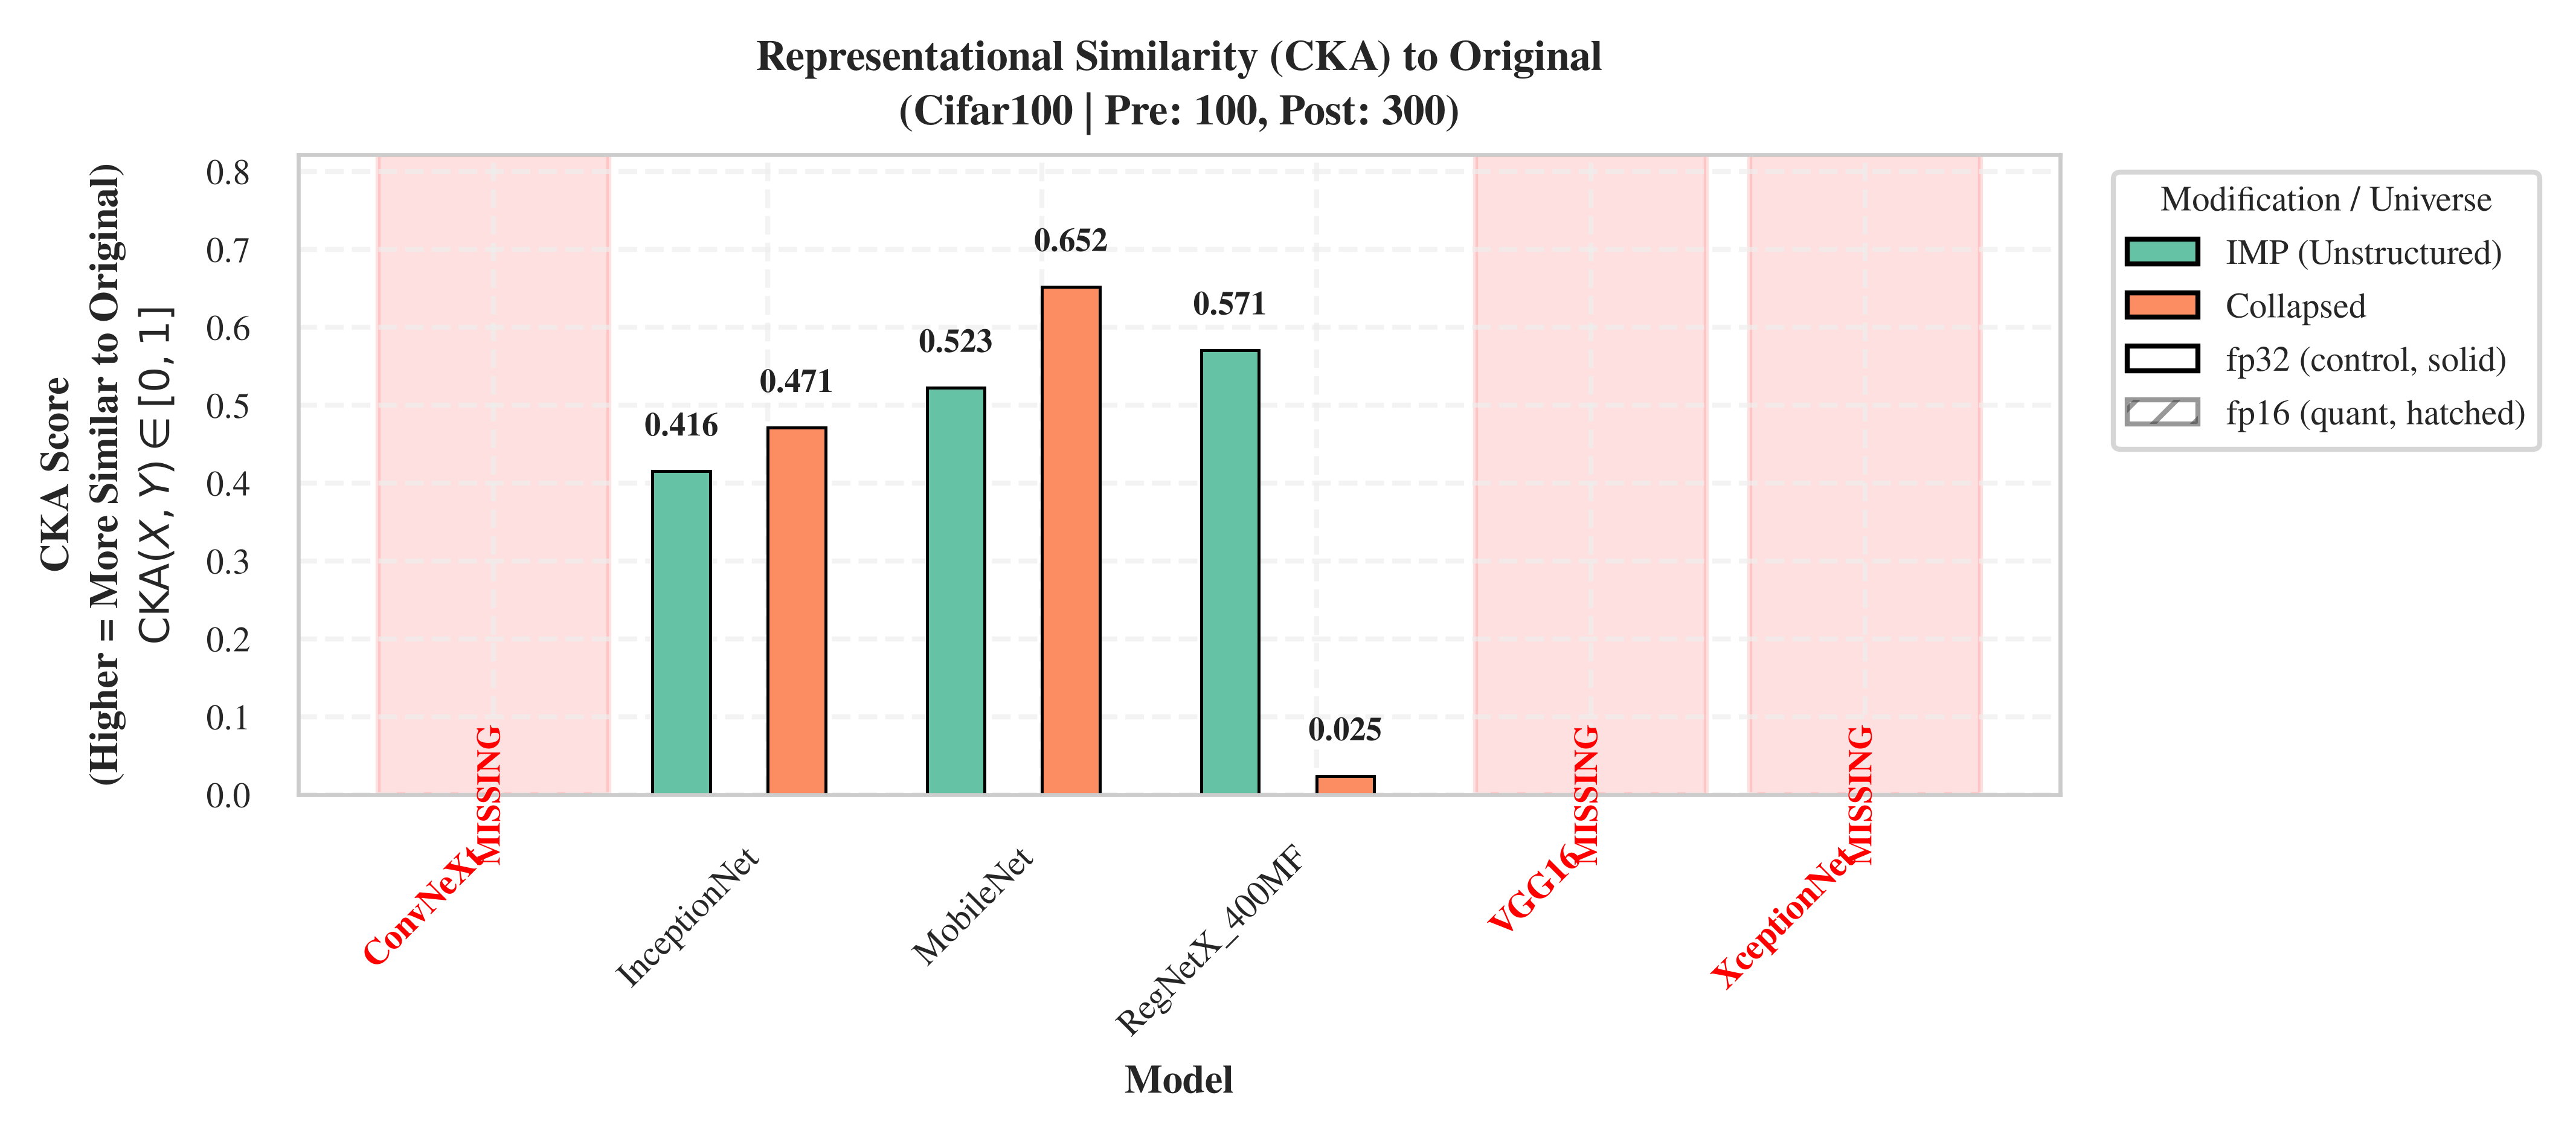 Representational Similarity (CKA) to Original
(Cifar100 | Pre: 100, Post: 300)
CKA Score
(Higher = More Similar to Original)
CKA(X, Y) ∈ [0, 1]
0.8
0.7
0.6
0.5
0.4
0.3
0.2
0.1
0.0
0.416
0.471
0.523
0.652
0.571
0.025
MISSING
MISSING
MISSING
ConvNeXt
InceptionNet
MobileNet
RegNetX_400MF
VGG16
XceptionNet
Model
Modification / Universe
IMP (Unstructured)
Collapsed
fp32 (control, solid)
fp16 (quant, hatched)